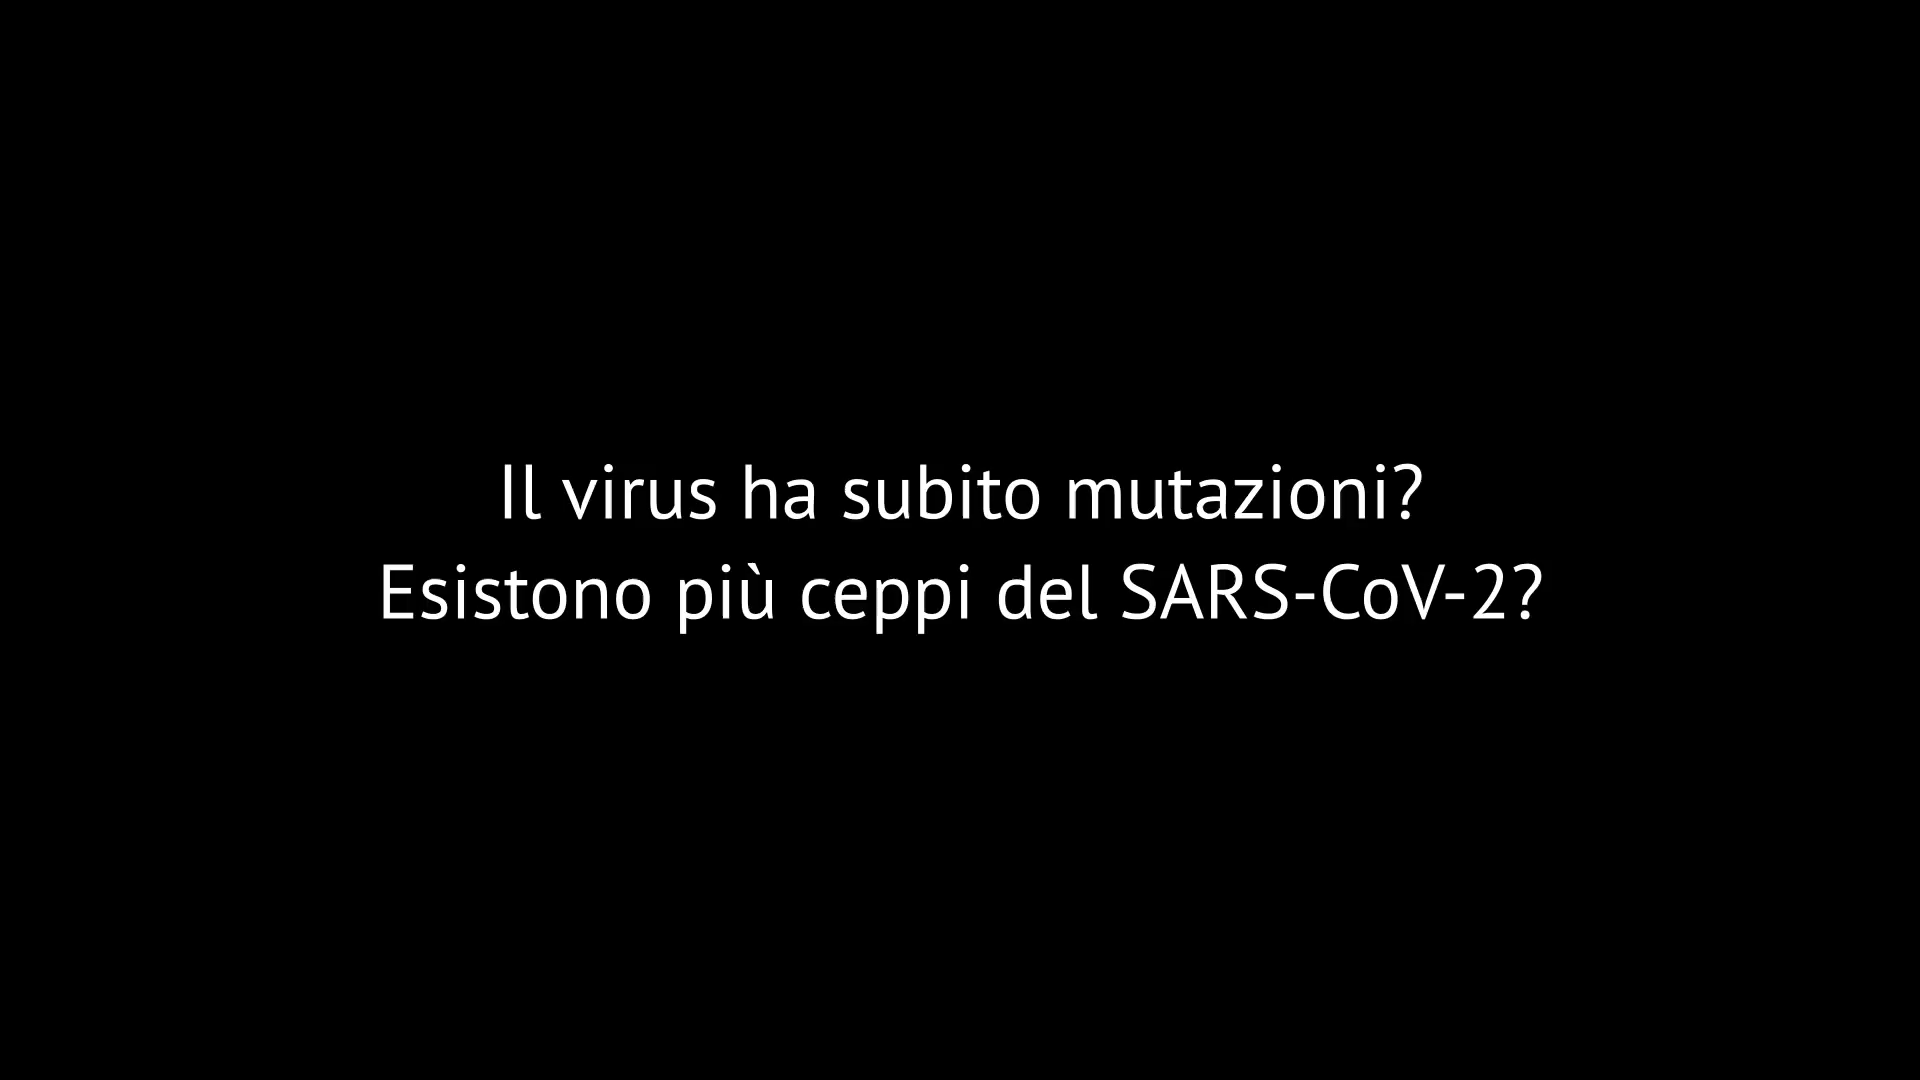 Il virus ha subito mutazioni?
Esistono più ceppi del SARS-CoV-2?